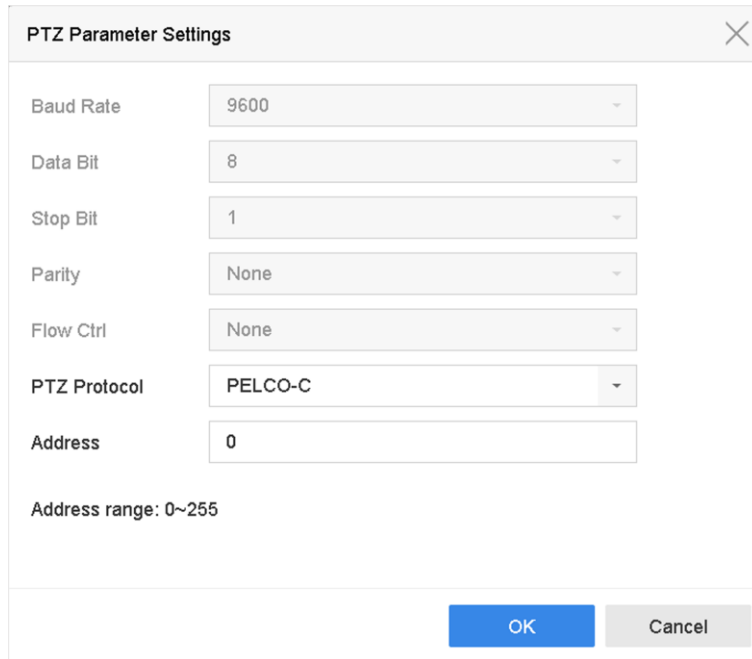 PTZ Parameter Settings
Baud Rate 9600
Data Bit 8
Stop Bit 1
Parity None
Flow Ctrl None
PTZ Protocol PELCO-C
Address 0
Address range: 0~255
OK Cancel